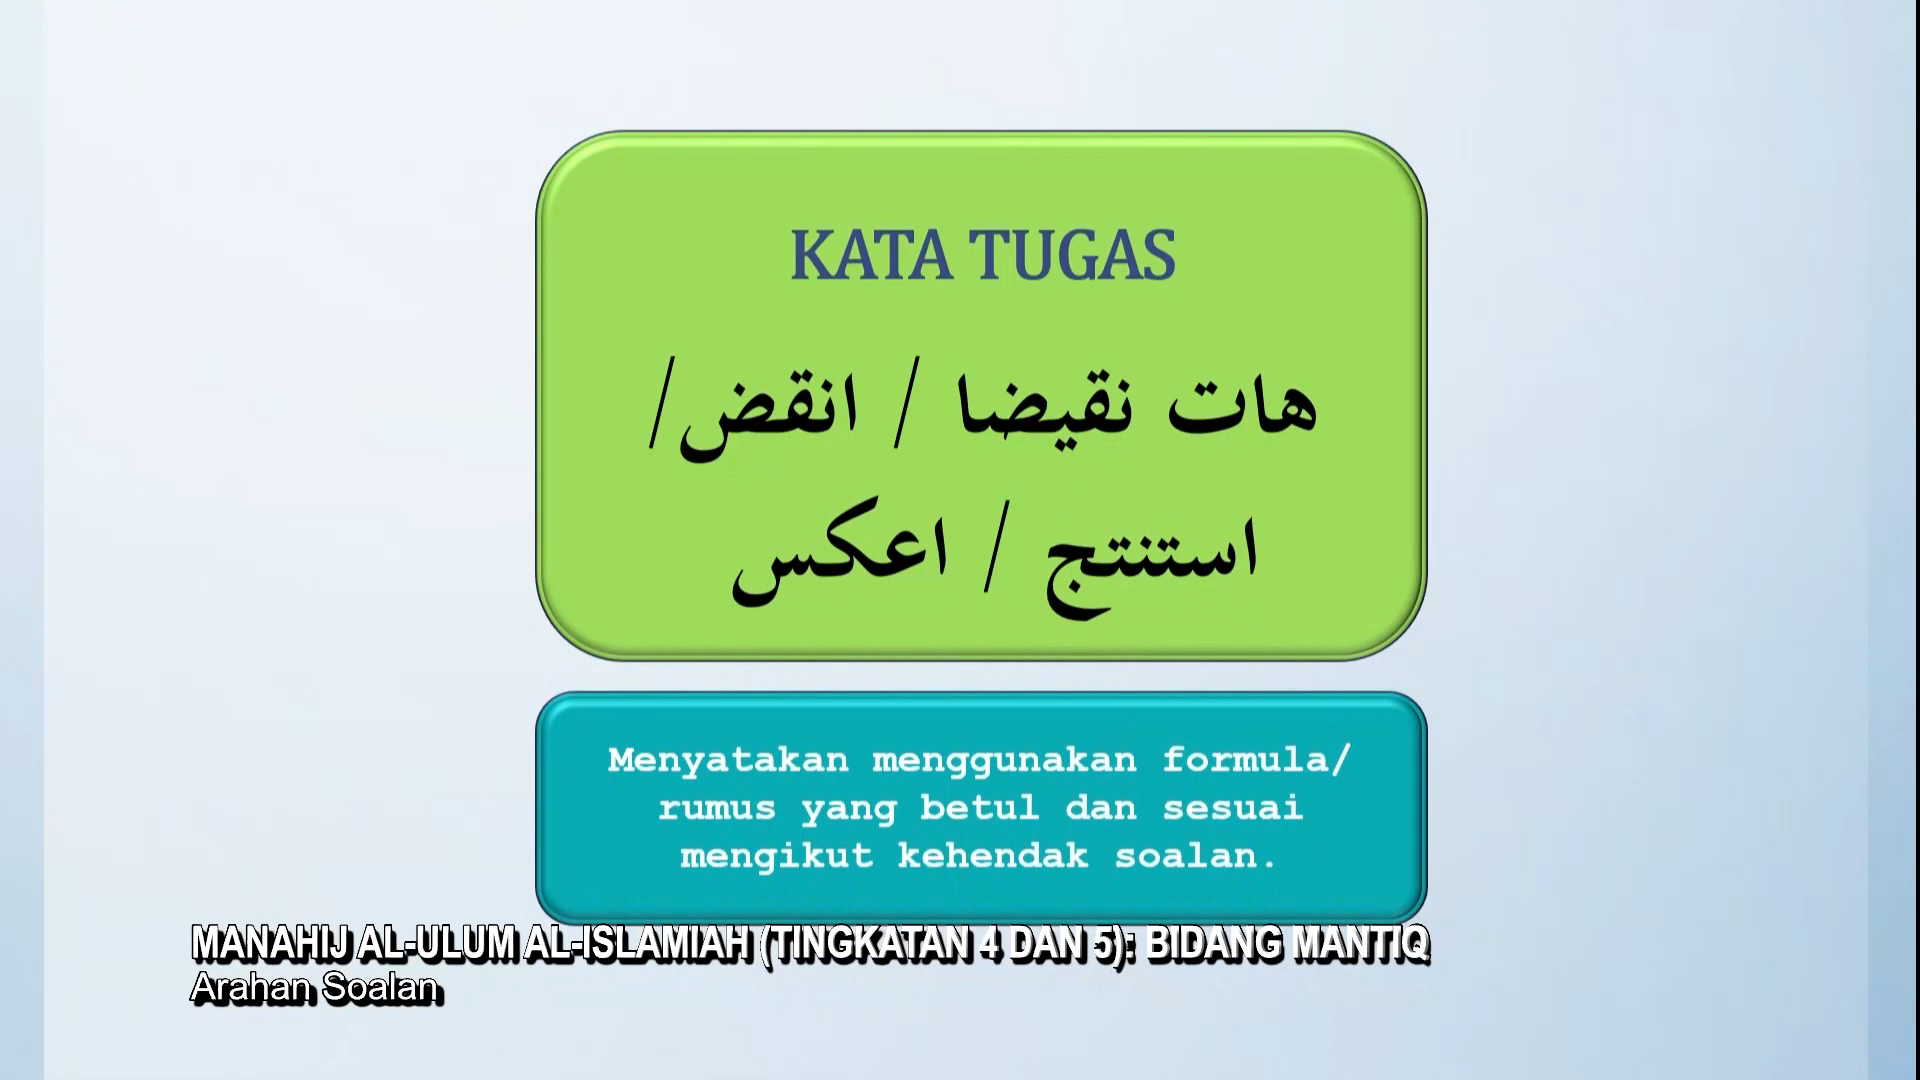 KATA TUGAS
هات نقيضا / انقض/
استنتج / اعكس
Menyatakan menggunakan formula/
rumus yang betul dan sesuai
mengikut kehendak soalan.
MANAHIJ AL-ULUM AL-ISLAMIAH (TINGKATAN 4 DAN 5): BIDANG MANTIQ
Arahan Soalan